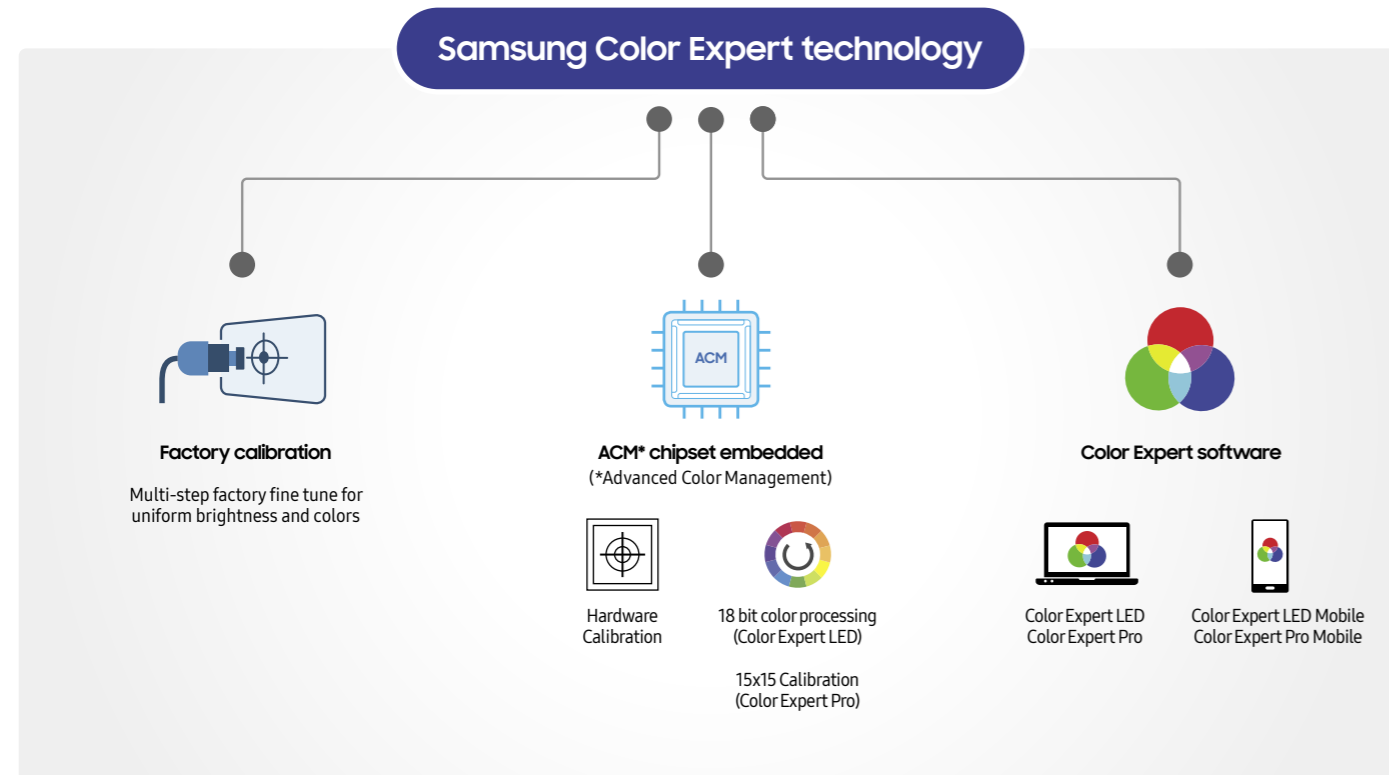 Samsung Color Expert technology
ACM
Factory calibration
Multi-step factory fine tune for
uniform brightness and colors
ACM* chipset embedded
(*Advanced Color Management)
Hardware
Calibration
18 bit color processing
(Color Expert LED)
15x15 Calibration
(Color Expert Pro)
Color Expert software
Color Expert LED
Color Expert Pro
Color Expert LED Mobile
Color Expert Pro Mobile